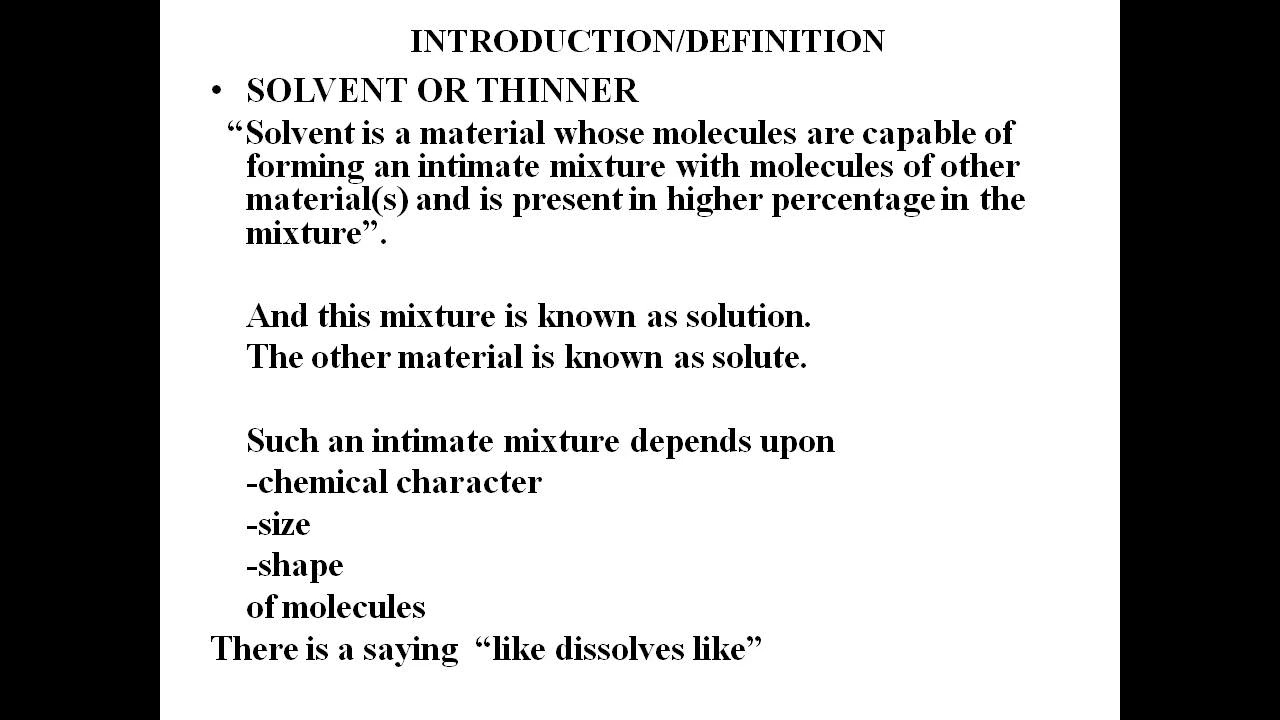 INTRODUCTION/DEFINITION
• SOLVENT OR THINNER
“Solvent is a material whose molecules are capable of
forming an intimate mixture with molecules of other
material(s) and is present in higher percentage in the
mixture”.
And this mixture is known as solution.
The other material is known as solute.
Such an intimate mixture depends upon
-chemical character
-size
-shape
of molecules
There is a saying “like dissolves like”